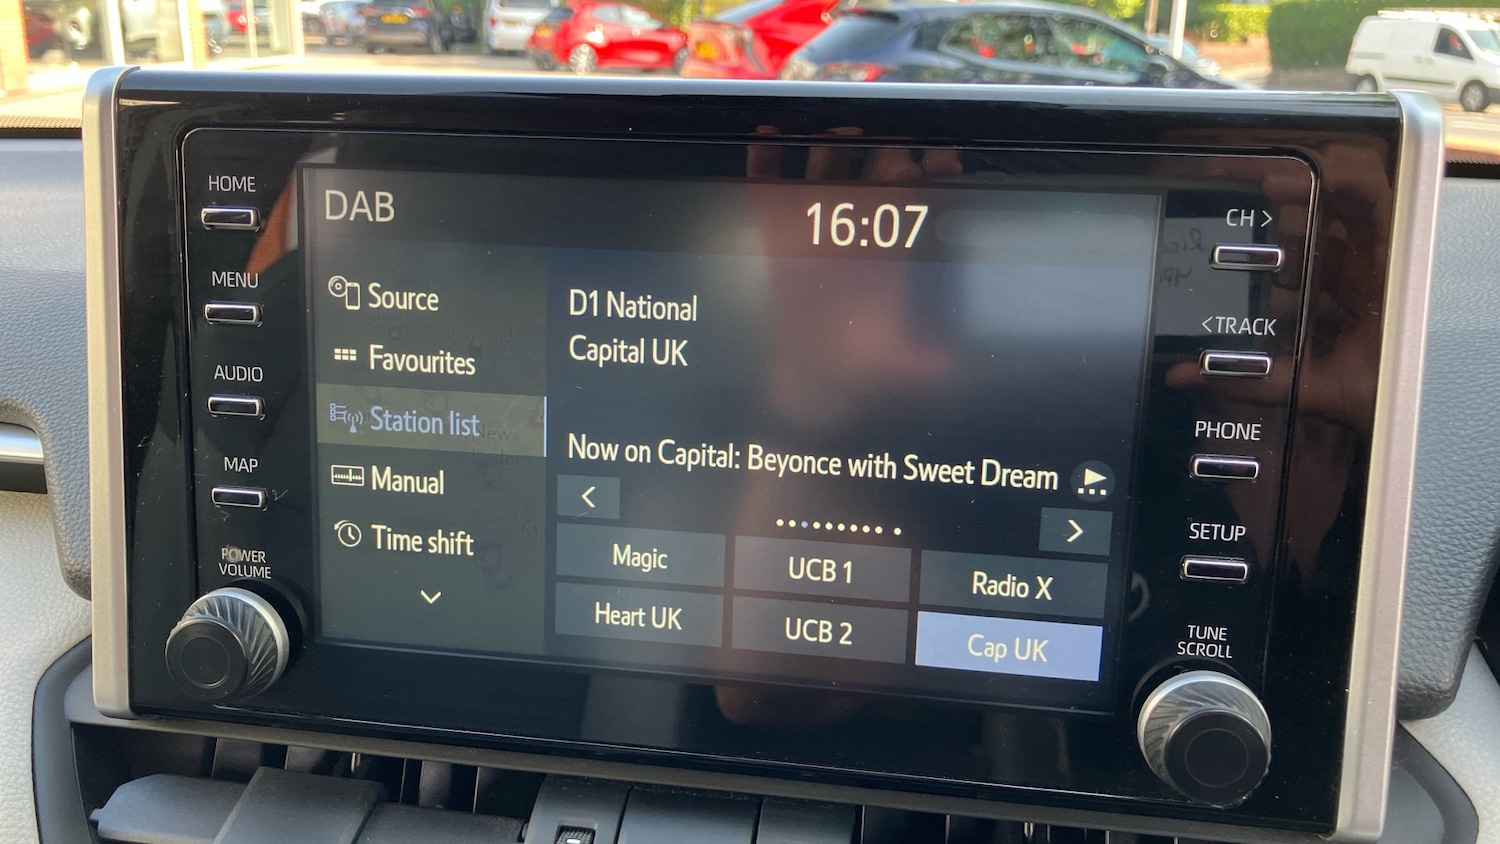 HOME
MENU
AUDIO
MAP
POWER
VOLUME
DAB
16:07
Source
Favourites
Station list
Manual
Time shift
D1 National
Capital UK
Now on Capital: Beyonce with Sweet Dream
Magic
UCB 1
Radio X
Heart UK
UCB 2
Cap UK
CH >
< TRACK
PHONE
SETUP
TUNE
SCROLL